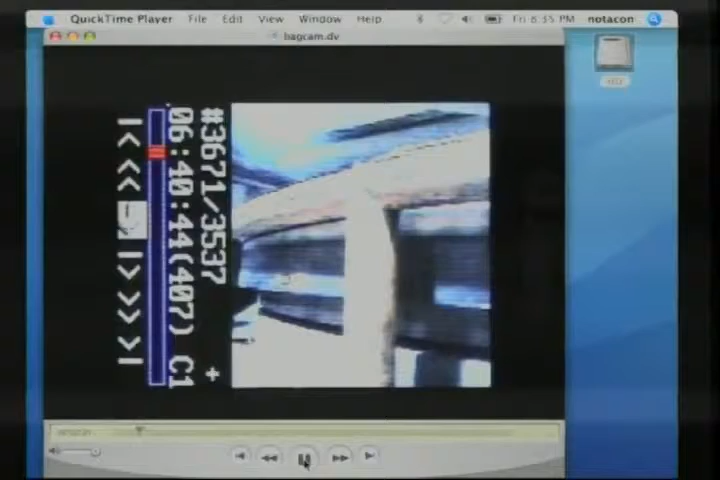 QuickTime Player File Edit View Window Help Fri 8:35 PM notacon
bagcam.dv
#3671/3537 +
06:40:44(407) C1